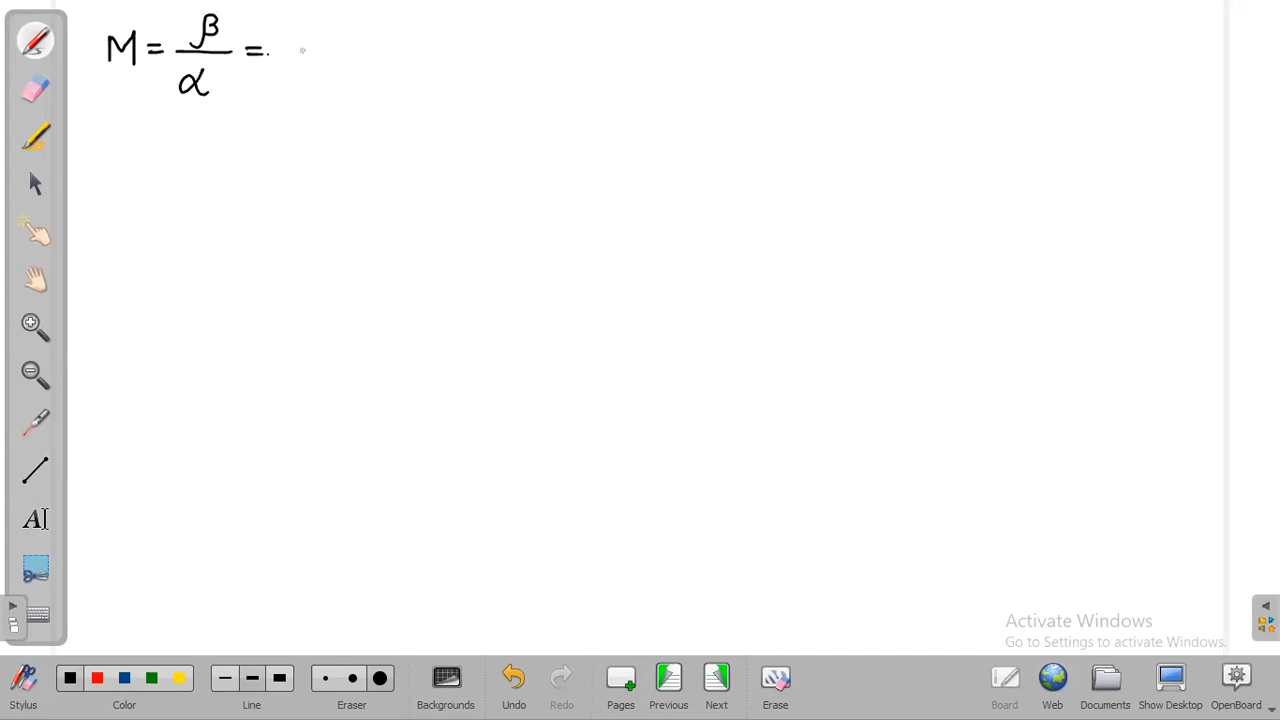 M = β/α =
Activate Windows
Go to Settings to activate Windows.
Stylus Color Line Eraser Backgrounds Undo Redo Pages Previous Next Erase Board Web Documents Show Desktop OpenBoard